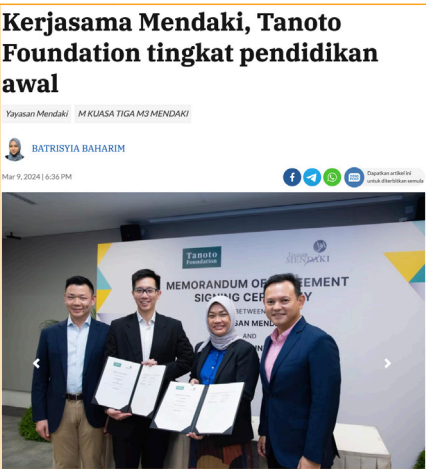 Kerjasama Mendaki, Tanoto
Foundation tingkat pendidikan
awal
Yayasan Mendaki M KUASA TIGA M3 MENDAKI
BATRISYIA BAHARIM
Mar 9, 2024 | 6:36 PM
Dapatkan artikel ini
untuk diterbitkan semula
Tanoto
Foundation
MENDAKI
MEMORANDUM OF EEMENT
SIGNING CE Y
BETWEEN
SAN MEND
AND